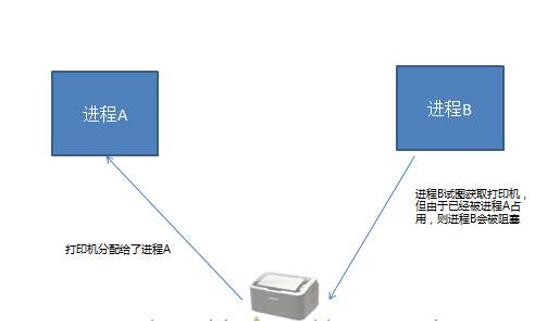 进程A
进程B
进程B试图获取打印机，
但由于已经被进程A占
用，则进程B会被阻塞
打印机分配给了进程A